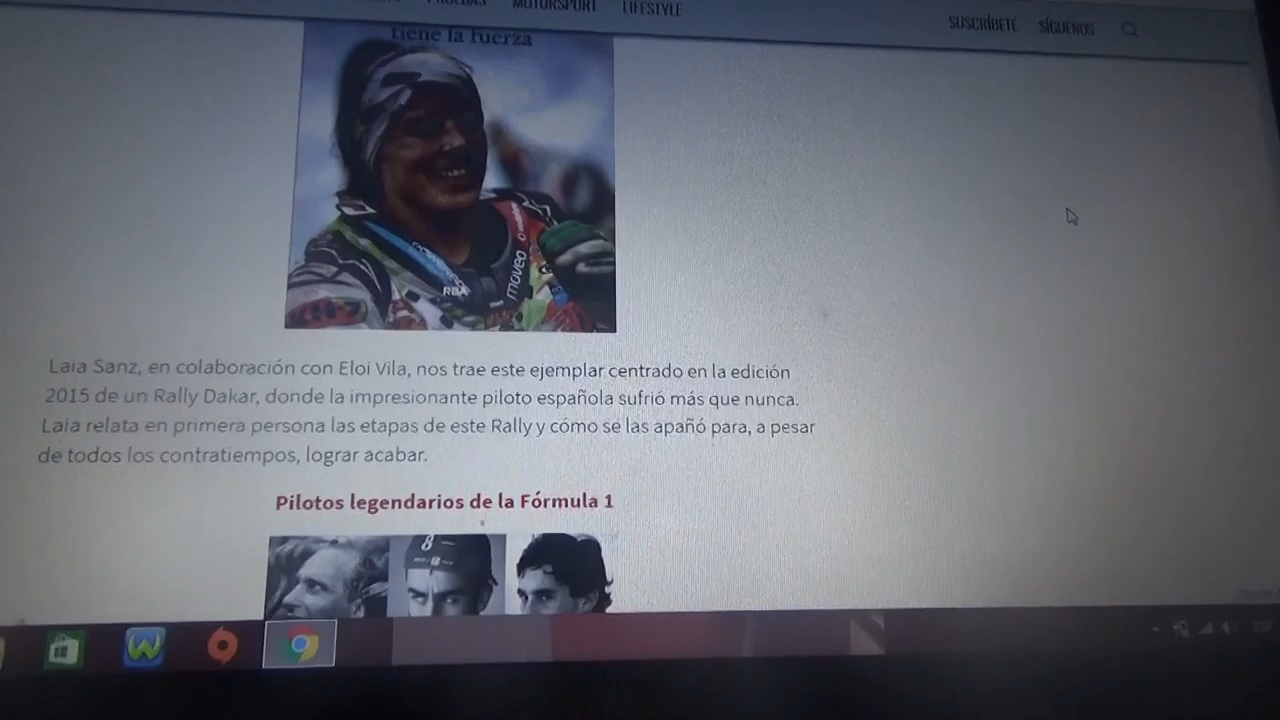 MOTORSPORT LIFESTYLE
SUSCRÍBETE SÍGUENOS
tiene la fuerza
moveo
RBA
Laia Sanz, en colaboración con Eloi Vila, nos trae este ejemplar centrado en la edición
2015 de un Rally Dakar, donde la impresionante piloto española sufrió más que nunca.
Laia relata en primera persona las etapas de este Rally y cómo se las apañó para, a pesar
de todos los contratiempos, lograr acabar.
Pilotos legendarios de la Fórmula 1
8